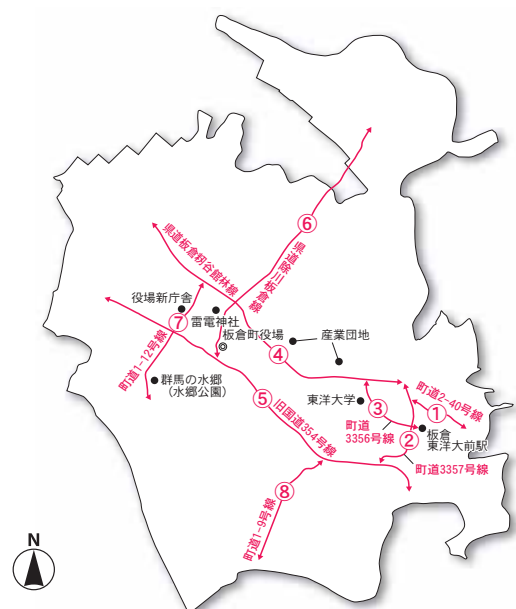 ⑥
県道除川板倉線
県道板倉籾谷館林線
役場新庁舎
⑦
雷電神社
板倉町役場
産業団地
④
町道1-12号線
群馬の水郷
(水郷公園)
⑤
旧国道354号線
東洋大学
③
町道
3356号線
町道2-40号線
①
②
板倉
東洋大前駅
町道3357号線
⑧
町道1-9号線
N